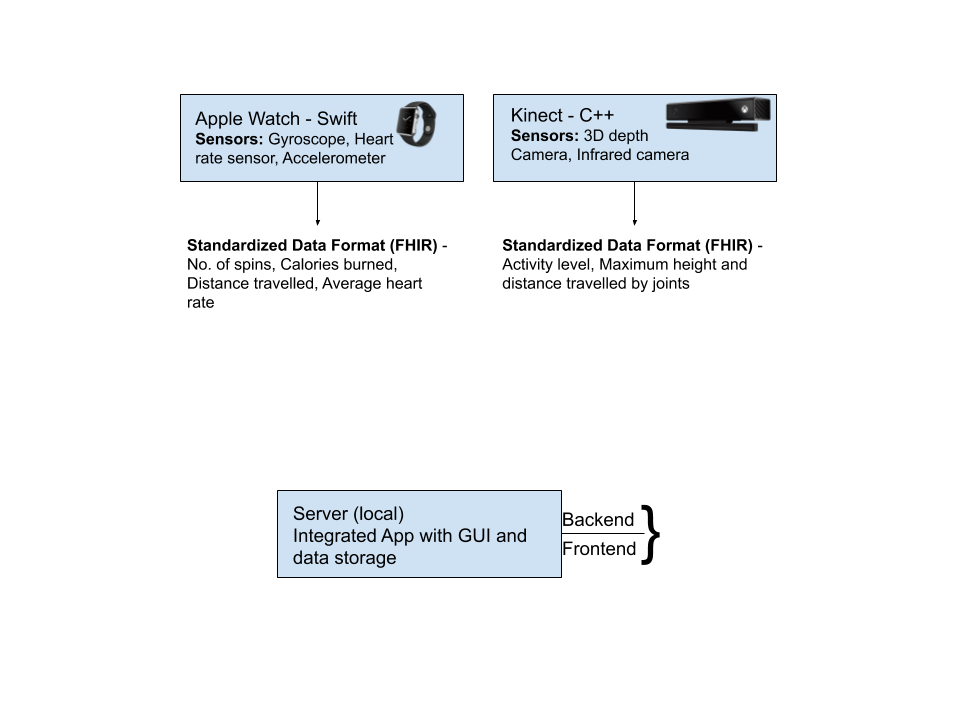 Apple Watch - Swift
Sensors: Gyroscope, Heart
rate sensor, Accelerometer
Kinect - C++
Sensors: 3D depth
Camera, Infrared camera
Standardized Data Format (FHIR) -
No. of spins, Calories burned,
Distance travelled, Average heart
rate
Standardized Data Format (FHIR) -
Activity level, Maximum height and
distance travelled by joints
Server (local)
Integrated App with GUI and
data storage
Backend
Frontend
}